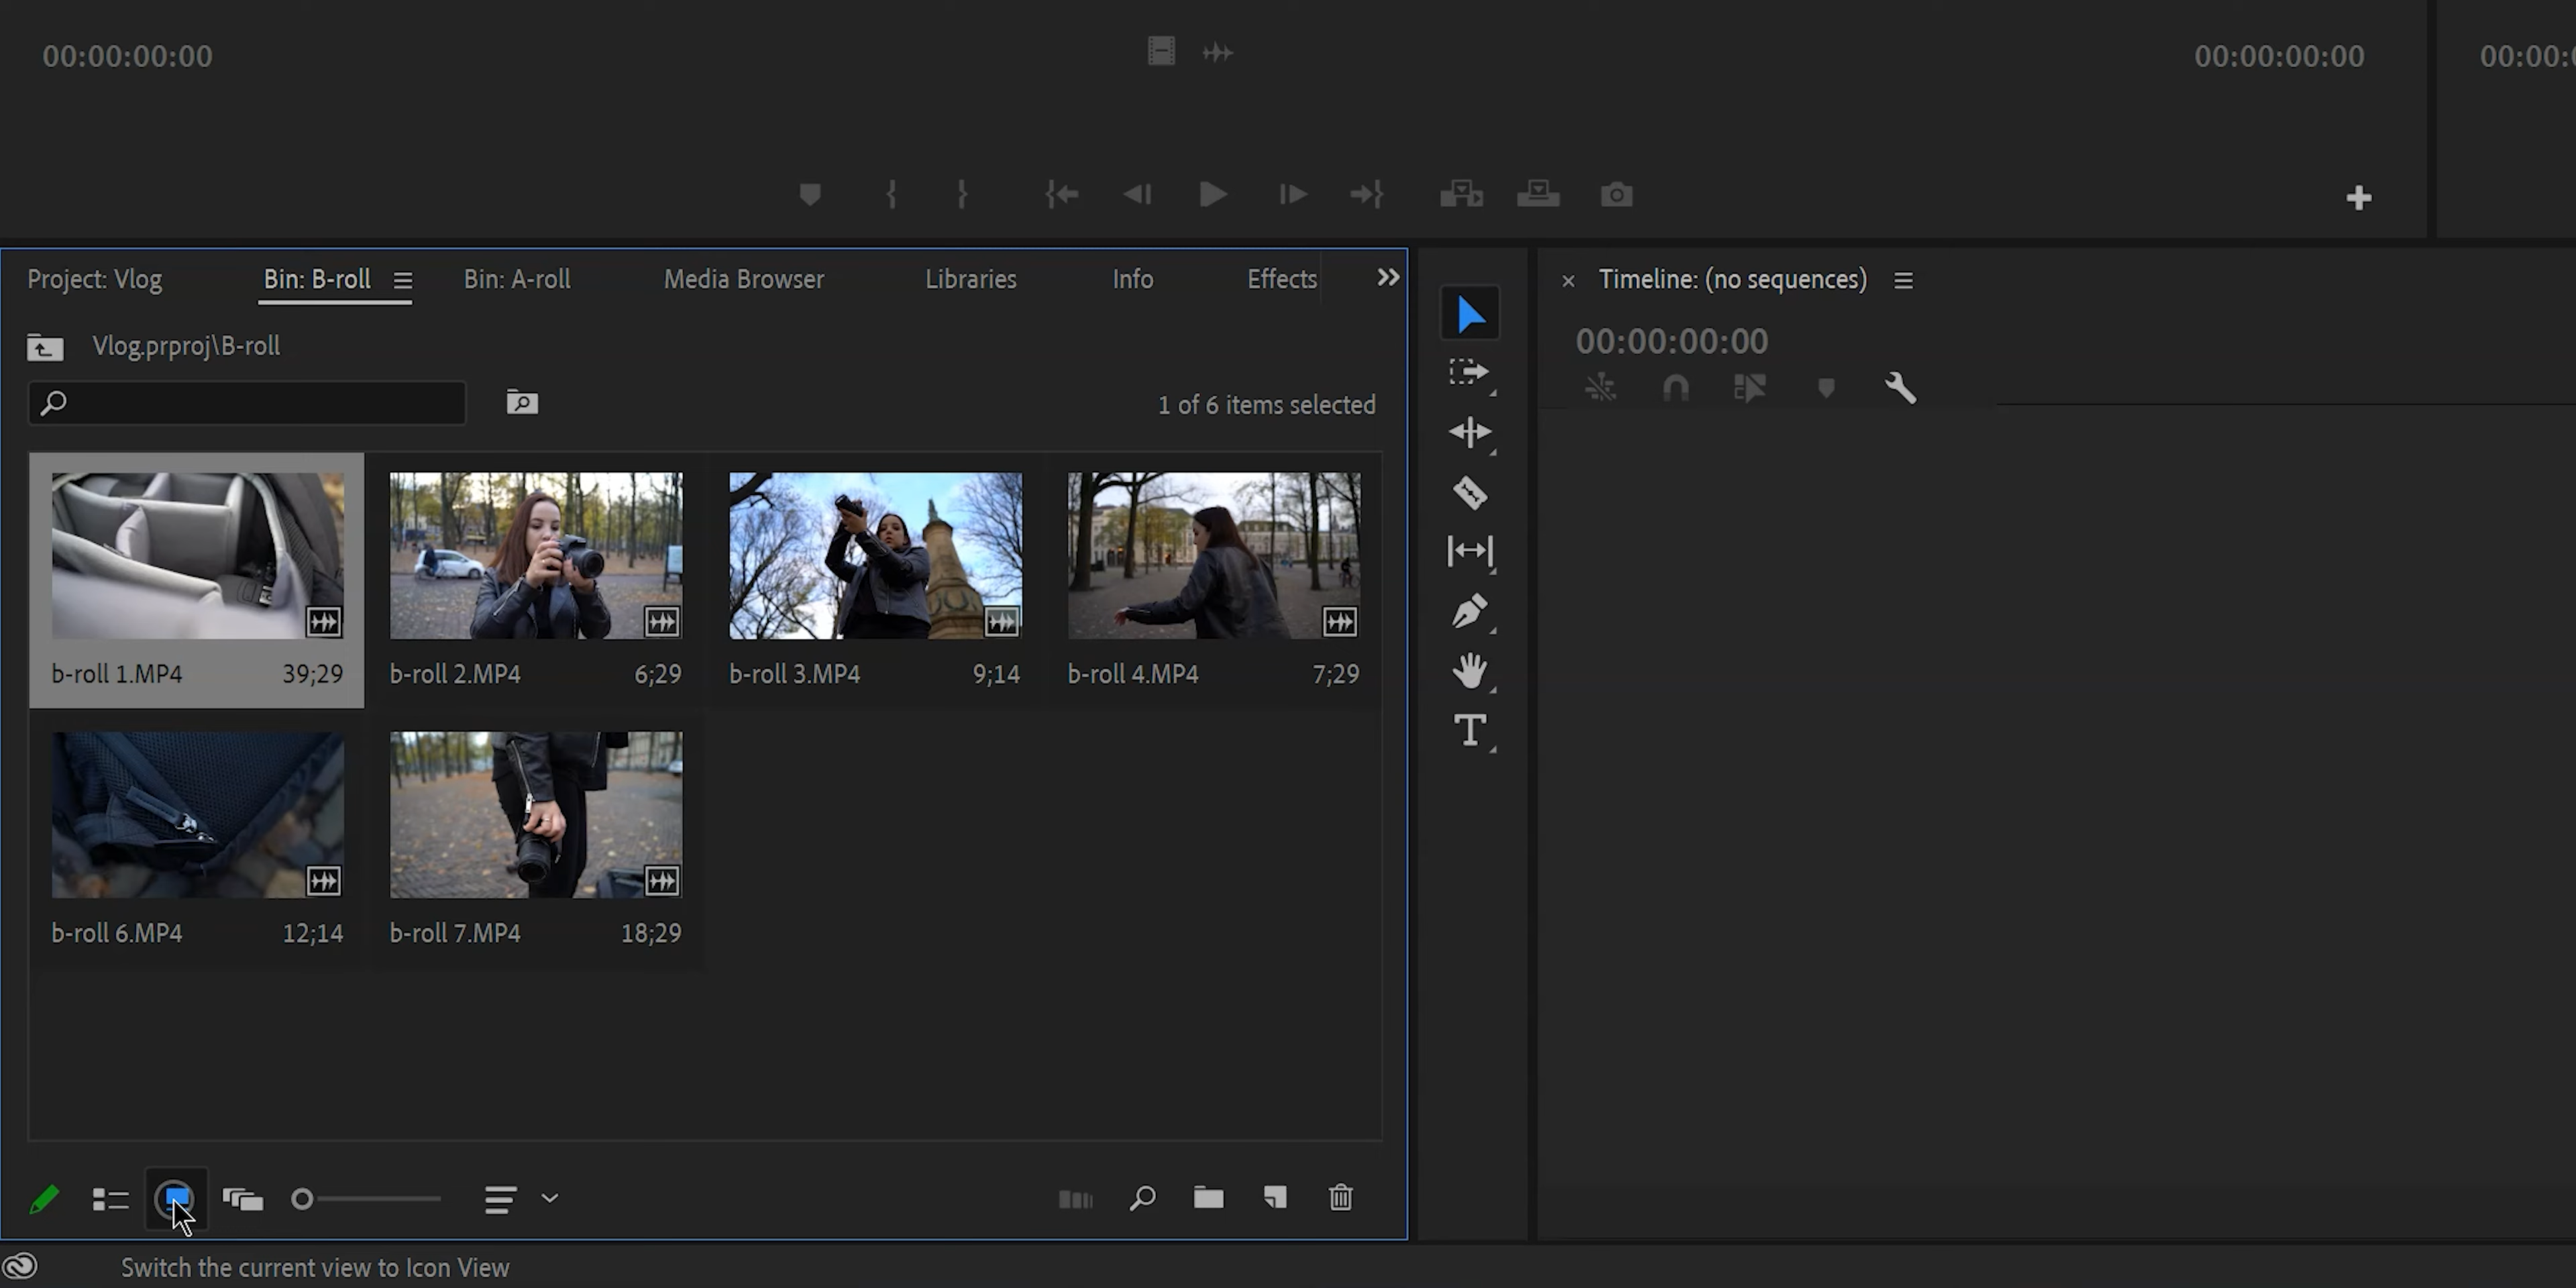 00:00:00:00
00:00:00:00
Project: Vlog
Bin: B-roll
Bin: A-roll
Media Browser
Libraries
Info
Effects
Timeline: (no sequences)
Vlog.prproj\B-roll
00:00:00:00
1 of 6 items selected
b-roll 1.MP4 39;29
b-roll 2.MP4 6;29
b-roll 3.MP4 9;14
b-roll 4.MP4 7;29
b-roll 6.MP4 12;14
b-roll 7.MP4 18;29
Switch the current view to Icon View